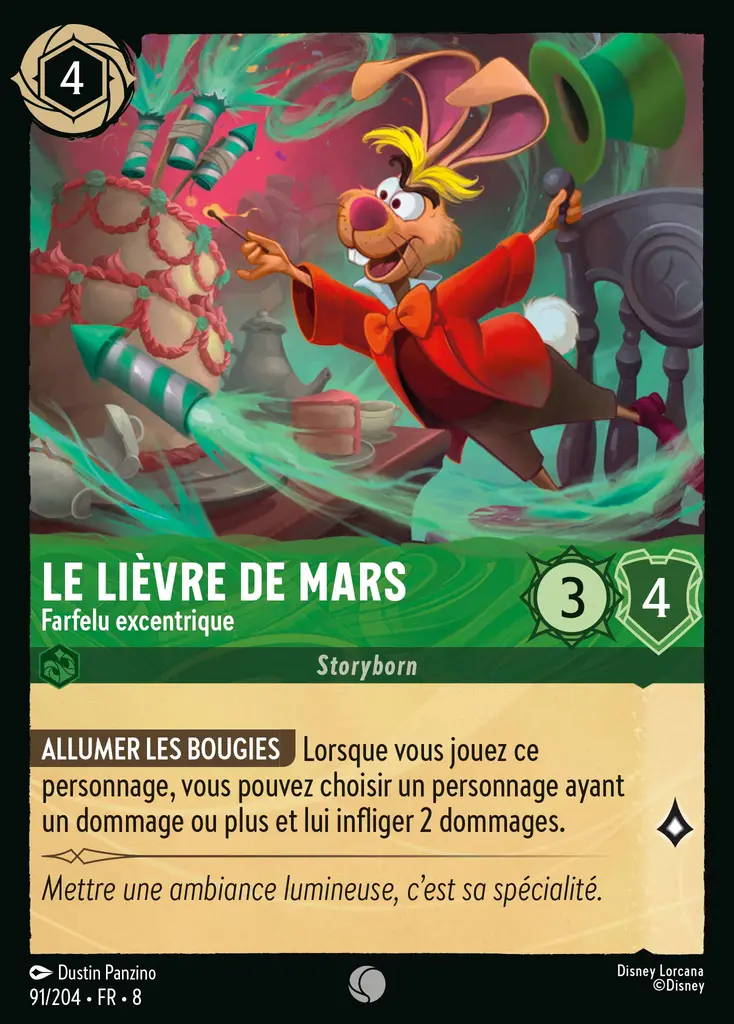 4
LE LIÈVRE DE MARS
Farfelu excentrique
3
4
Storyborn
ALLUMER LES BOUGIES Lorsque vous jouez ce
personnage, vous pouvez choisir un personnage ayant
un dommage ou plus et lui infliger 2 dommages.
Mettre une ambiance lumineuse, c’est sa spécialité.
Dustin Panzino
91/204 • FR • 8
Disney Lorcana
©Disney